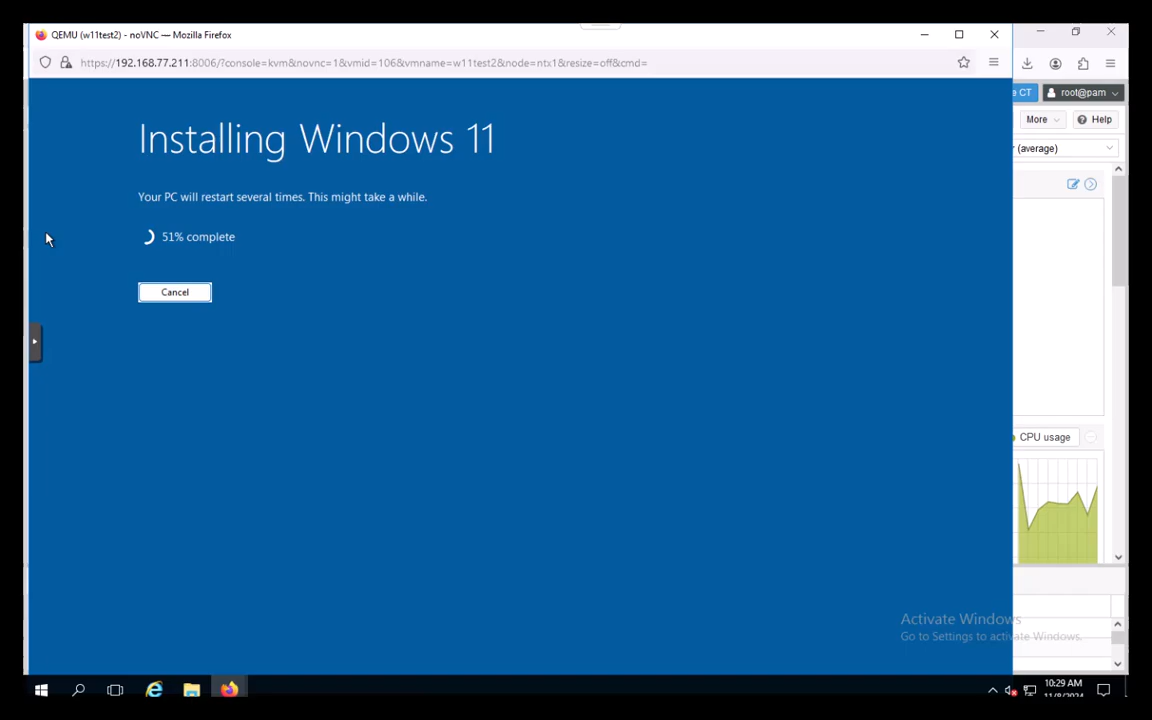 QEMU (w11test2) - noVNC — Mozilla Firefox
https://192.168.77.211:8006/?console=kvm&novnc=1&vmid=106&vmname=w11test2&node=ntx1&resize=off&cmd=
CT
root@pam
More
Help
(average)
Installing Windows 11
Your PC will restart several times. This might take a while.
51% complete
Cancel
CPU usage
Activate Windows
Go to Settings to activate Windows.
10:29 AM
11/8/2024